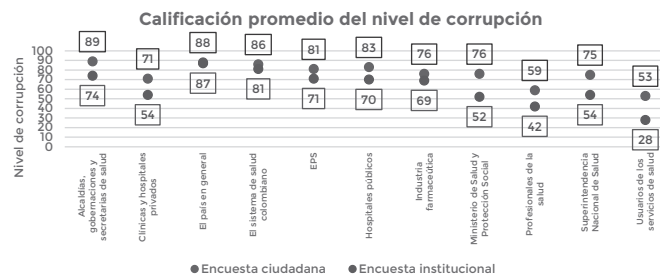 Calificación promedio del nivel de corrupción
Nivel de corrupción
100
90
80
70
60
50
40
30
20
10
0
89
71
88
86
81
83
76
76
59
75
53
74
54
87
81
71
70
69
52
42
54
28
Alcaldías,
gobernaciones y
secretarías de salud
Clínicas y hospitales
privados
El país en general
El sistema de salud
colombiano
EPS
Hospitales públicos
Industria
farmaceútica
Ministerio de Salud y
Protección Social
Profesionales de la
salud
Superintendencia
Nacional de Salud
Usuarios de los
servicios de salud
Encuesta ciudadana
Encuesta institucional